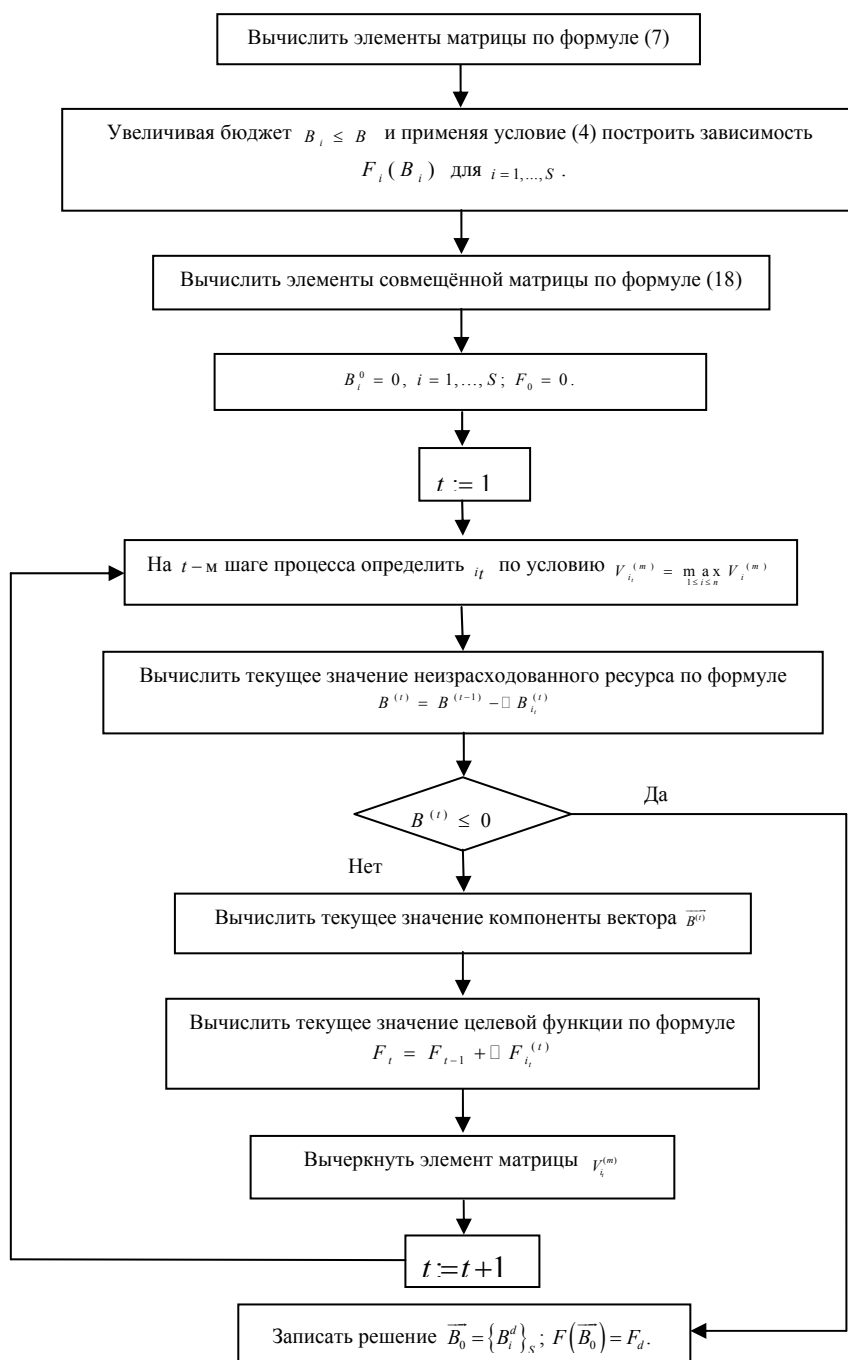 Вычислить элементы матрицы по формуле (7)
Увеличивая бюджет B_i ≤ B и применяя условие (4) построить зависимость
F_i(B_i) для i = 1,...,S.
Вычислить элементы совмещённой матрицы по формуле (18)
B_i^0 = 0, i = 1,...,S; F_0 = 0.
t := 1
На t – м шаге процесса определить i_t по условию V_{i_t}^{(m)} = max_{1≤i≤n} V_i^{(m)}
Вычислить текущее значение неизрасходованного ресурса по формуле
B^{(t)} = B^{(t-1)} – □ B_{i_t}^{(t)}
B^{(t)} ≤ 0
Да
Нет
Вычислить текущее значение компоненты вектора \overrightarrow{B^{(t)}}
Вычислить текущее значение целевой функции по формуле
F_t = F_{t-1} + □ F_{i_t}^{(t)}
Вычеркнуть элемент матрицы V_{i_t}^{(m)}
t := t + 1
Записать решение \overrightarrow{B_0} = {B_i^d}_S; F(\overrightarrow{B_0}) = F_d.